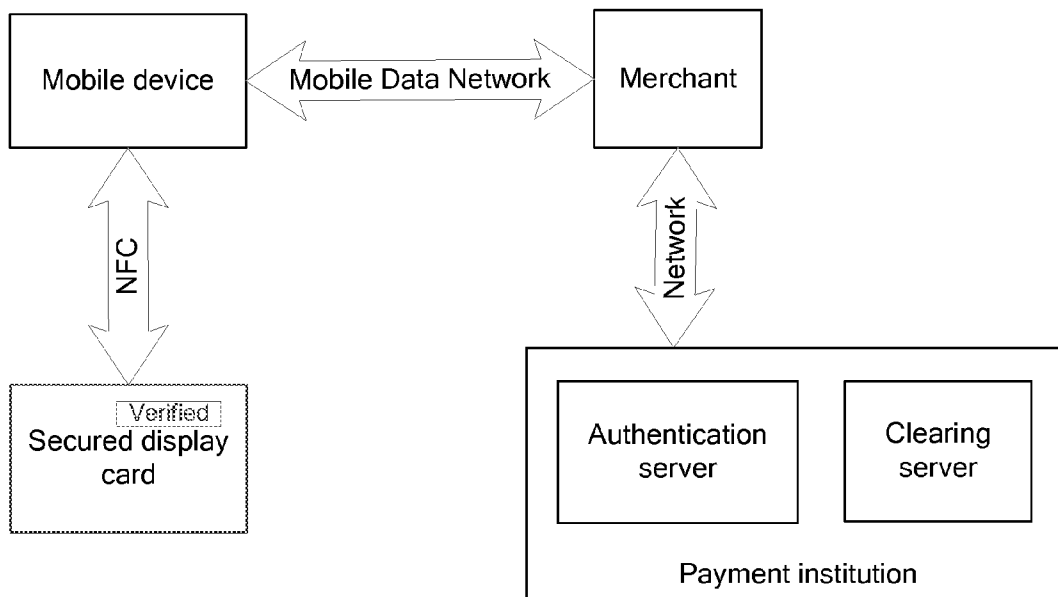 Mobile device
Mobile Data Network
Merchant
NFC
Network
Verified
Secured display
card
Authentication
server
Clearing
server
Payment institution